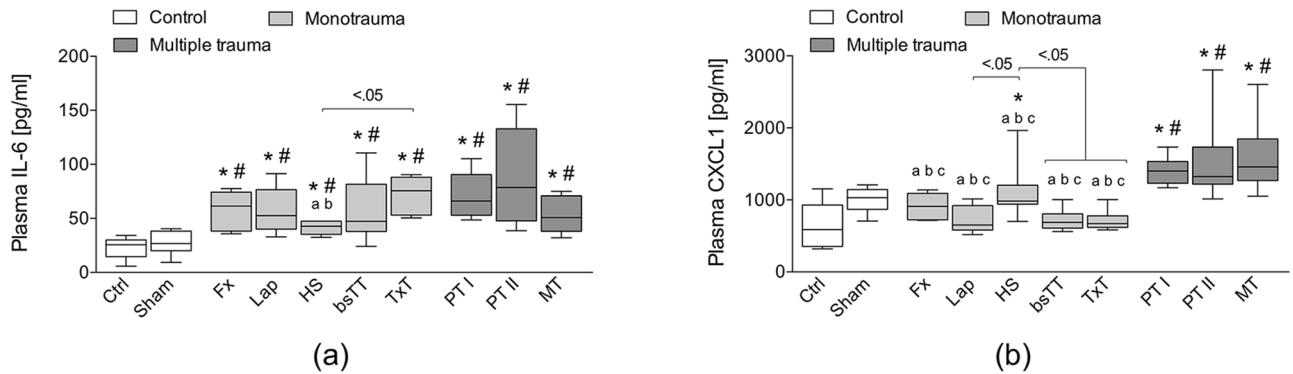 Control Monotrauma
Multiple trauma
Plasma IL-6 [pg/ml]
200
150
100
50
0
<.05
* #
* #
* #
a b
* #
* #
* #
* #
* #
Ctrl
Sham
Fx
Lap
HS
bsTT
TxT
PT I
PT II
MT
(a)
Control Monotrauma
Multiple trauma
Plasma CXCL1 [pg/ml]
3000
2000
1000
0
<.05
<.05
a b c
a b c
*
a b c
a b c
a b c
* #
* #
* #
Ctrl
Sham
Fx
Lap
HS
bsTT
TxT
PT I
PT II
MT
(b)